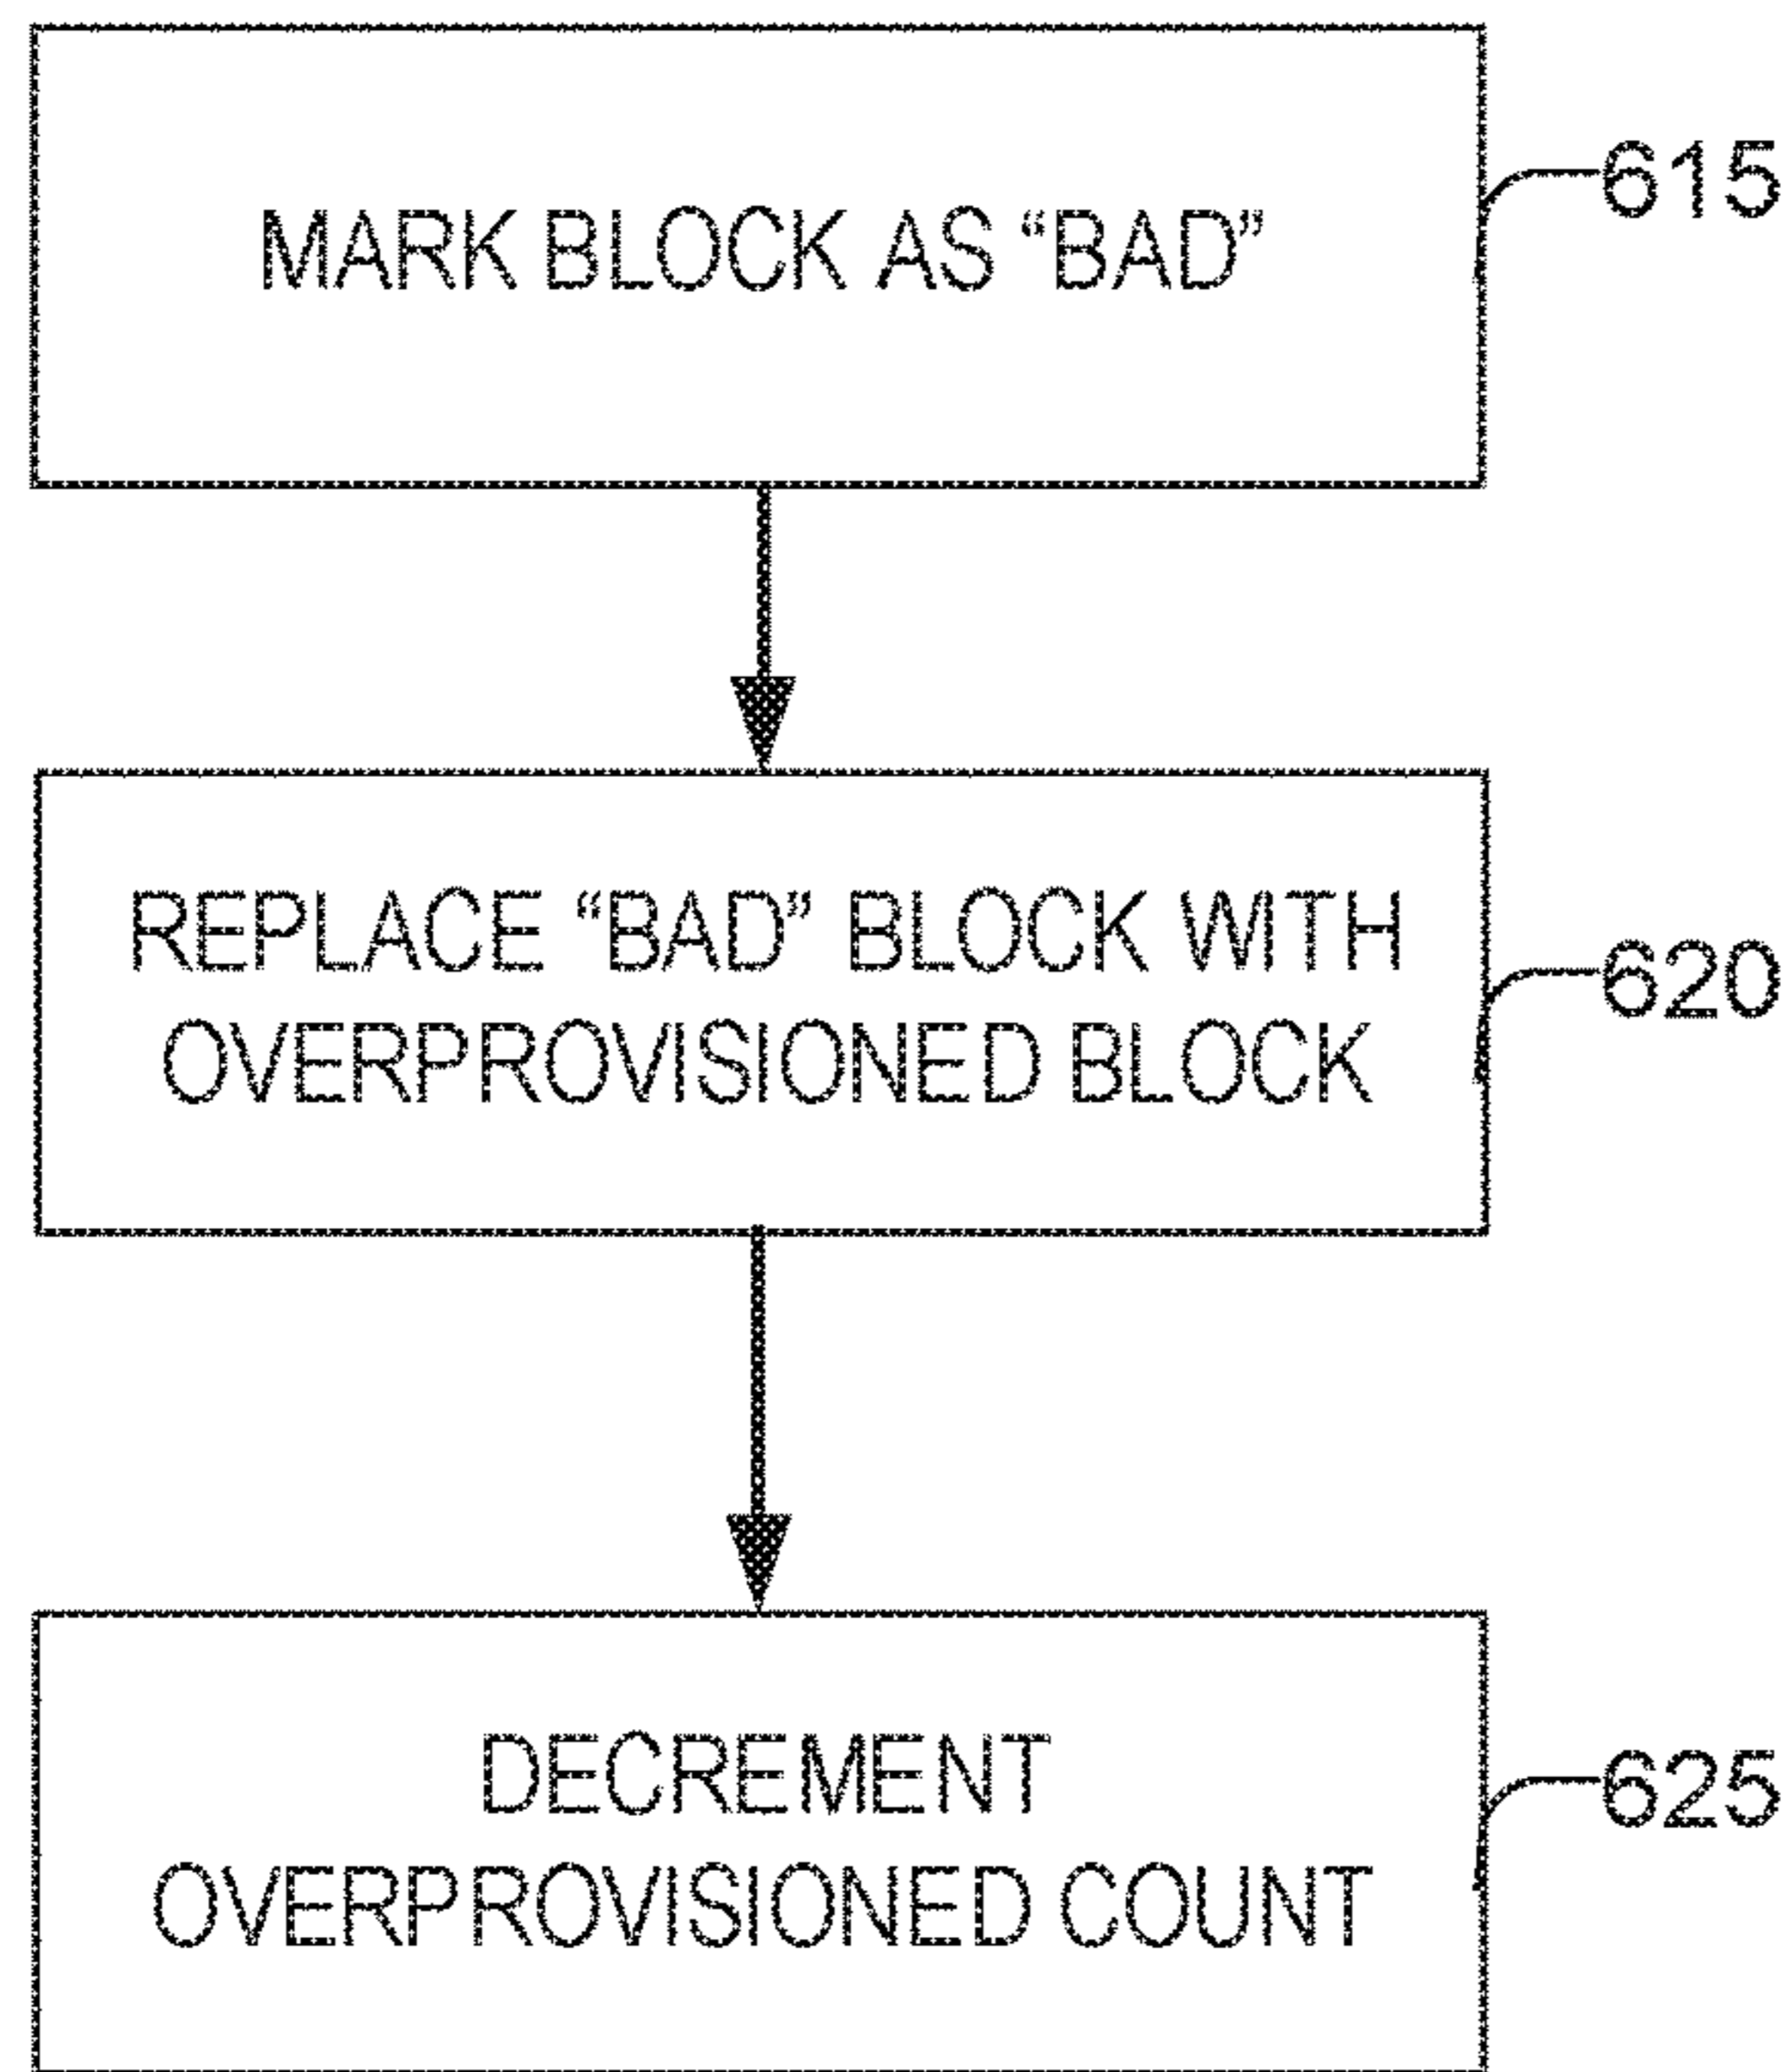 MARK BLOCK AS “BAD”
615
REPLACE “BAD” BLOCK WITH
OVERPROVISIONED BLOCK
620
DECREMENT
OVERPROVISIONED COUNT
625